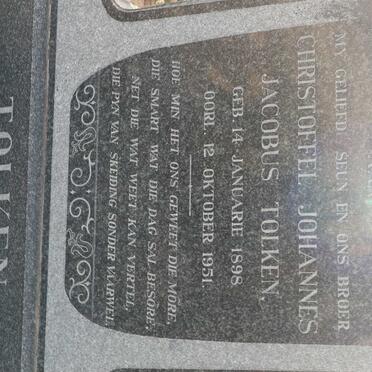 MY GELIEFD SEUN EN ONS BROER
CHRISTOFFEL JOHANNES
JACOBUS TOLKEN,
GEB. 14 JANUARIE 1898
OORL. 12 OKTOBER 1951.
HOE MIN HET ONS GEWEET DIE MÔRE,
DIE SMART WAT DIE DAG SAL BESORE;
NET DIE WAT WEET KAN VERTEL,
DIE PYN VAN SKEIDING SONDER VAARWEL.
TOLKEN